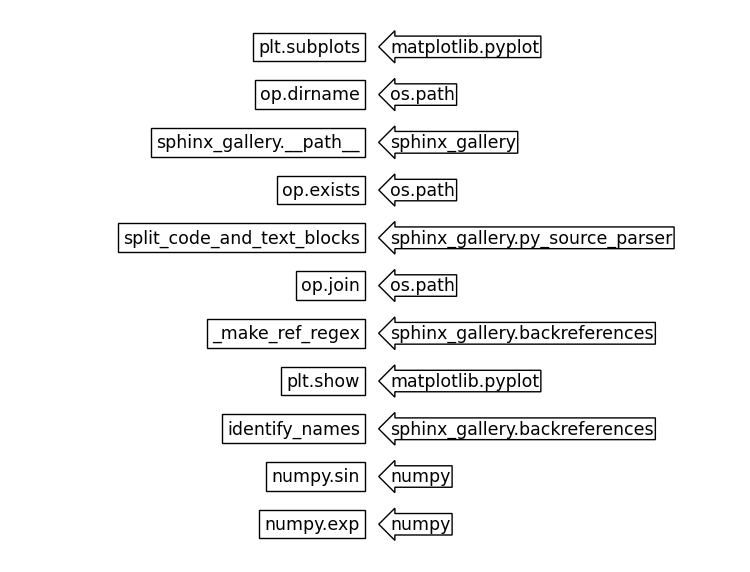 plt.subplots matplotlib.pyplot
op.dirname os.path
sphinx_gallery.__path__ sphinx_gallery
op.exists os.path
split_code_and_text_blocks sphinx_gallery.py_source_parser
op.join os.path
_make_ref_regex sphinx_gallery.backreferences
plt.show matplotlib.pyplot
identify_names sphinx_gallery.backreferences
numpy.sin numpy
numpy.exp numpy